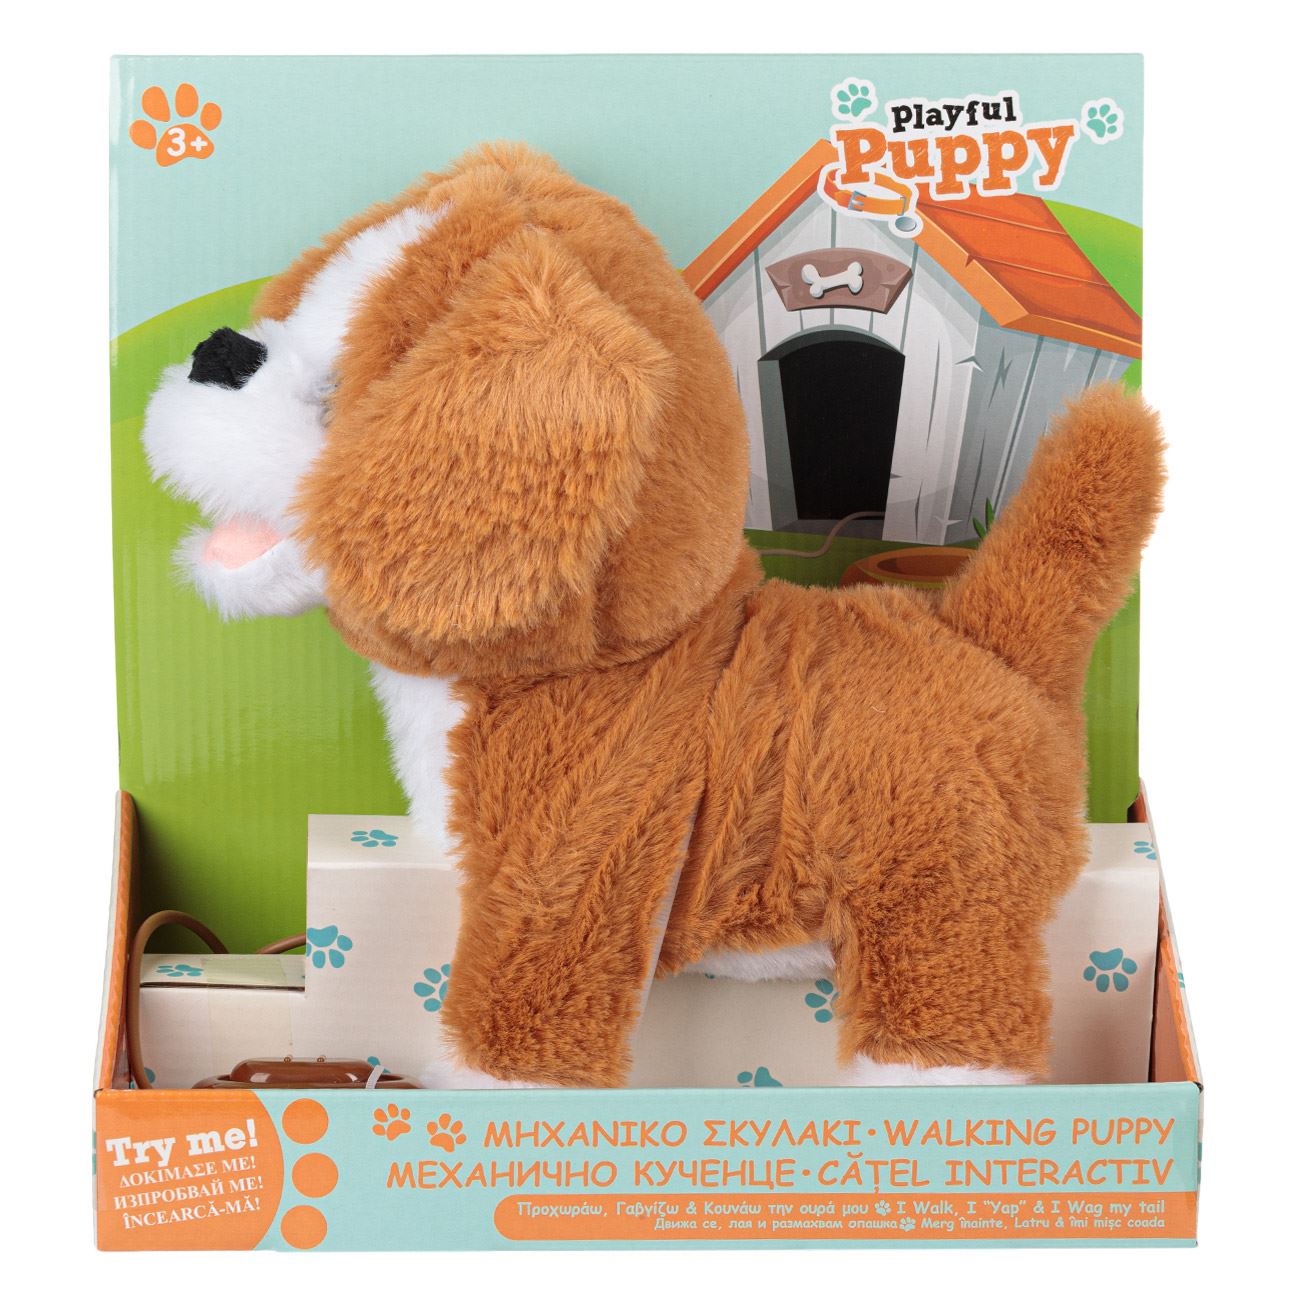 3+
Playful
Puppy
Try me!
ΔΟΚΙΜΑΣΕ ΜΕ!
ИЗПРОБВАЙ МЕ!
ÎNCEARCĂ-MĂ!
ΜΗΧΑΝΙΚΟ ΣΚΥΛΑΚΙ • WALKING PUPPY
МЕХАНИЧНО КУЧЕНЦЕ • CĂȚEL INTERACTIV
Προχωράω, Γαβγίζω & Κουνάω την ουρά μου I Walk, I "Yap" & I Wag my tail
Движа се, лая и размахвам опашка Merg înainte, Latru & îmi mișc coada